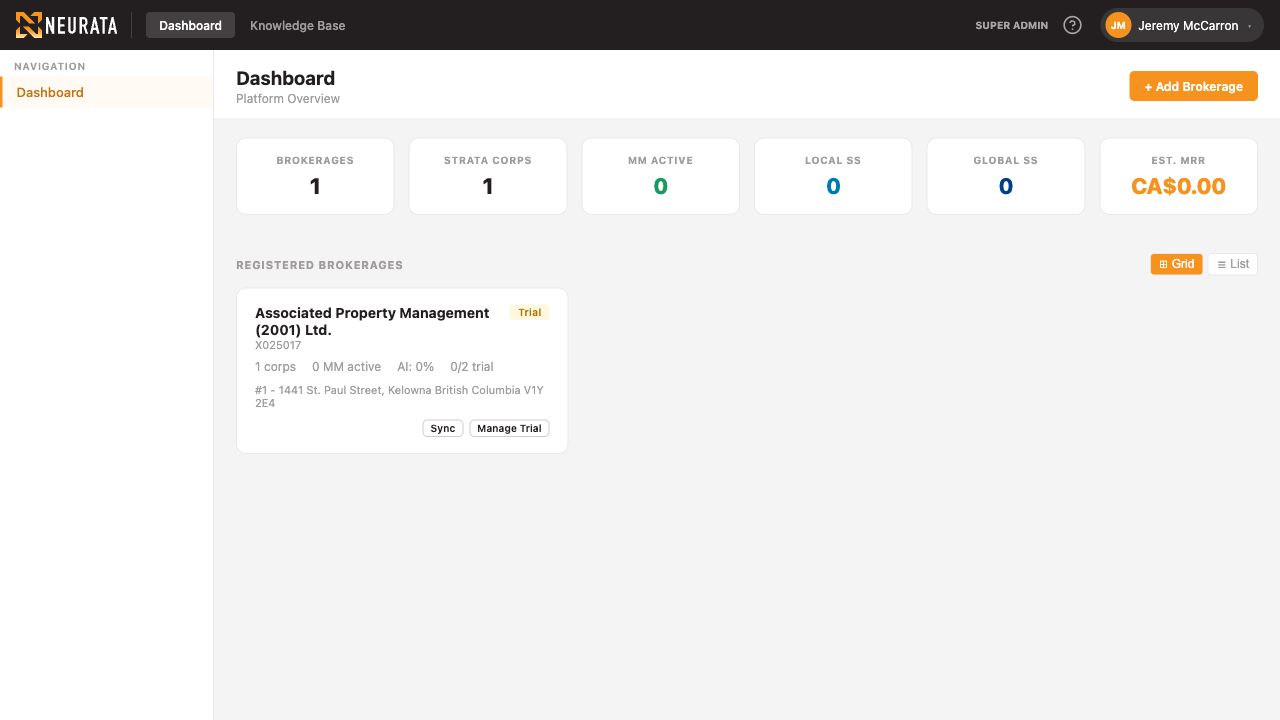 NEURATA
Dashboard
Knowledge Base
SUPER ADMIN
?
JM
Jeremy McCarron
NAVIGATION
Dashboard
Dashboard
Platform Overview
+ Add Brokerage
BROKERAGES
1
STRATA CORPS
1
MM ACTIVE
0
LOCAL SS
0
GLOBAL SS
0
EST. MRR
CA$0.00
REGISTERED BROKERAGES
⊞ Grid
≡ List
Associated Property Management
(2001) Ltd.
Trial
X025017
1 corps 0 MM active AI: 0% 0/2 trial
#1 - 1441 St. Paul Street, Kelowna British Columbia V1Y
2E4
Sync
Manage Trial